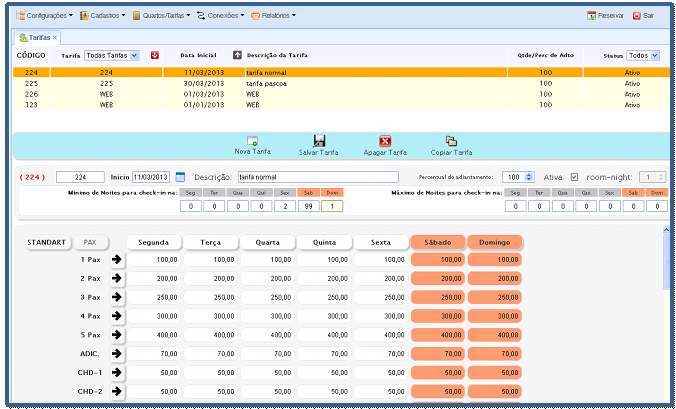 Configuações Cadastros Quartos/Tarifas Conexões Relatórios Reservar Sair
Tarifas
CÓDIGO Tarifa Todas Tarifas Data Inicial Descrição da Tarifa Qtde/Perc de Adto Status Todos
224 224 11/03/2013 tarifa normal 100 Ativo
225 225 30/03/2013 tarifa pascoa 100 Ativo
226 WEB 01/03/2013 WEB 100 Ativo
123 WEB 01/01/2013 WEB 100 Ativo
Nova Tarifa Salvar Tarifa Apagar Tarifa Copiar Tarifa
( 224 ) 224 Inicio 11/03/2013 Descrição: tarifa normal Percentual do adiantamento: 100 Ativa: room-night: 1
Mínimo de Noites para check-in na: Seg Ter Qua Qui Sex Sab Dom Máximo de Noites para check-in na: Seg Ter Qua Qui Sex Sab Dom
0 0 0 0 2 99 1 0 0 0 0 0 0 0
STANDART PAX Segunda Terça Quarta Quinta Sexta Sábado Domingo
1 Pax 100,00 100,00 100,00 100,00 100,00 100,00 100,00
2 Pax 200,00 200,00 200,00 200,00 200,00 200,00 200,00
3 Pax 250,00 250,00 250,00 250,00 250,00 250,00 250,00
4 Pax 300,00 300,00 300,00 300,00 300,00 300,00 300,00
5 Pax 400,00 400,00 400,00 400,00 400,00 400,00 400,00
ADIC. 70,00 70,00 70,00 70,00 70,00 70,00 70,00
CHD-1 50,00 50,00 50,00 50,00 50,00 50,00 50,00
CHD-2 50,00 50,00 50,00 50,00 50,00 50,00 50,00